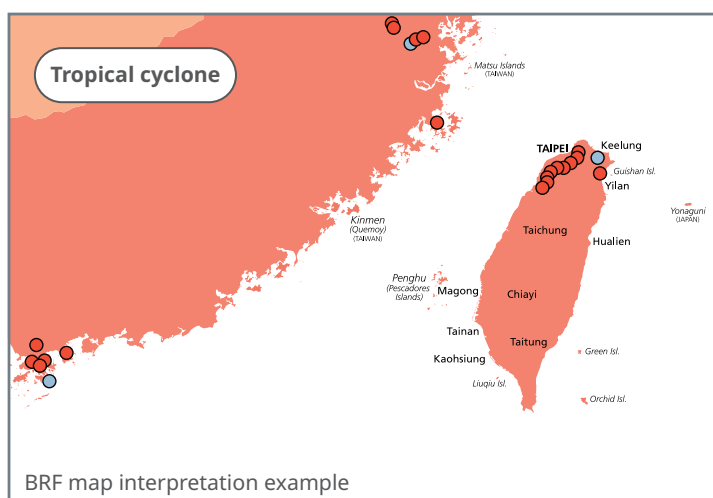 Tropical cyclone
Matsu Islands
(TAIWAN)
TAIPEI
Keelung
Guishan Isl.
Yilan
Kinmen
(Quemoy)
(TAIWAN)
Yonaguni
(JAPAN)
Taichung
Hualien
Penghu
(Pescadores
Islands)
Magong
Chiayi
Tainan
Taitung
Green Isl.
Kaohsiung
Liuqiu Isl.
Orchid Isl.
BRF map interpretation example